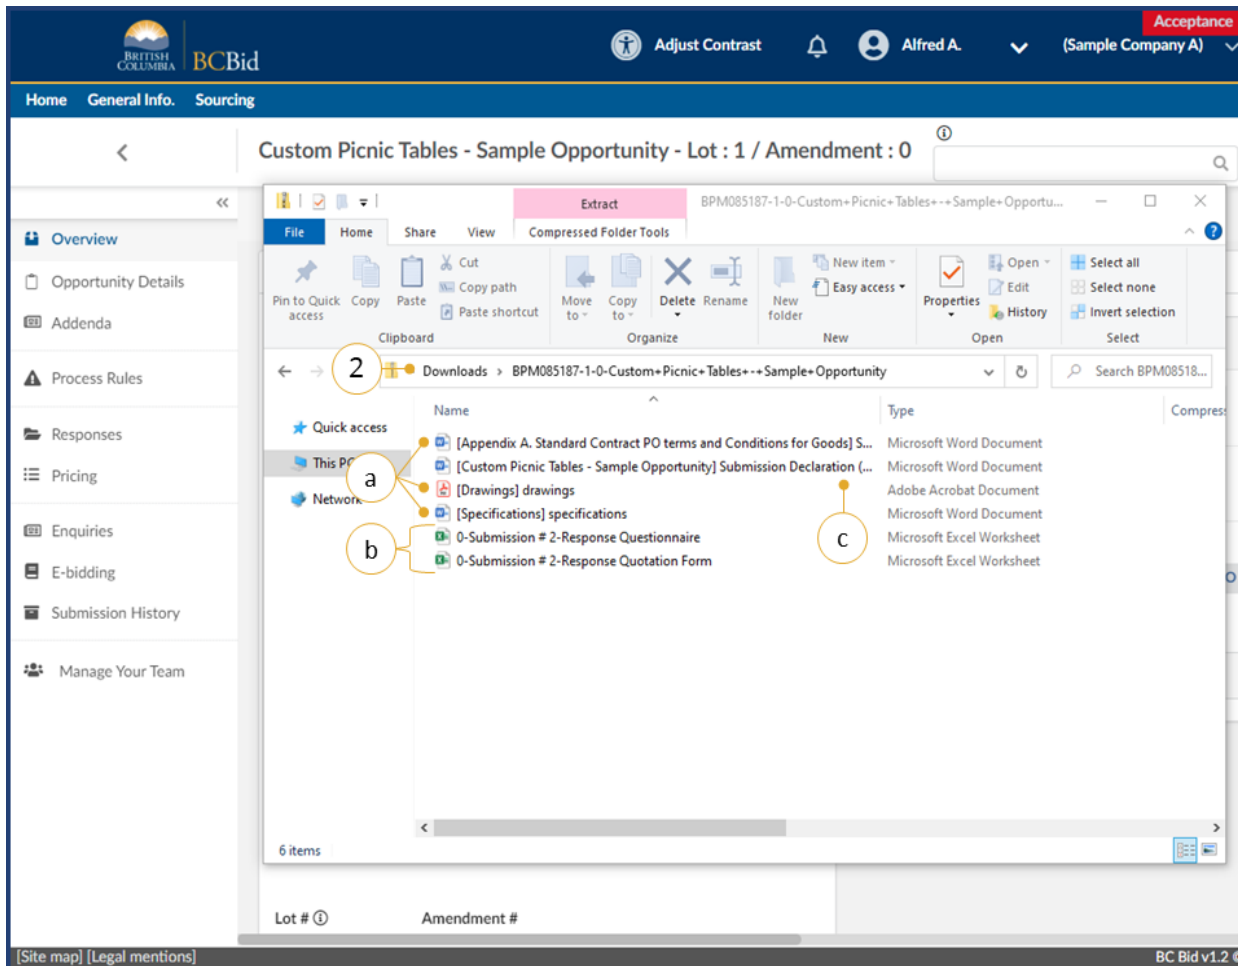 Acceptance
BRITISH COLUMBIA BCBid Adjust Contrast Alfred A. (Sample Company A)
Home General Info. Sourcing
Custom Picnic Tables - Sample Opportunity - Lot : 1 / Amendment : 0
Extract BPM085187-1-0-Custom+Picnic+Tables+-+Sample+Opportu...
File Home Share View Compressed Folder Tools
Overview
Opportunity Details
Addenda
Process Rules
Responses
Pricing
Enquiries
E-bidding
Submission History
Manage Your Team
Pin to Quick access
Copy
Paste
Cut
Copy path
Paste shortcut
Clipboard
Move to
Copy to
Delete
Rename
Organize
New folder
New item
Easy access
New
Properties
Open
Edit
History
Open
Select all
Select none
Invert selection
Select
2 Downloads > BPM085187-1-0-Custom+Picnic+Tables+-+Sample+Opportunity Search BPM08518...
Quick access
This PC
Network
Name Type Compres
[Appendix A. Standard Contract PO terms and Conditions for Goods] S... Microsoft Word Document
[Custom Picnic Tables - Sample Opportunity] Submission Declaration (... Microsoft Word Document
[Drawings] drawings Adobe Acrobat Document
[Specifications] specifications Microsoft Word Document
0-Submission # 2-Response Questionnaire Microsoft Excel Worksheet
0-Submission # 2-Response Quotation Form Microsoft Excel Worksheet
a
b
c
6 items
Lot # Amendment #
[Site map] [Legal mentions] BC Bid v1.2 ©